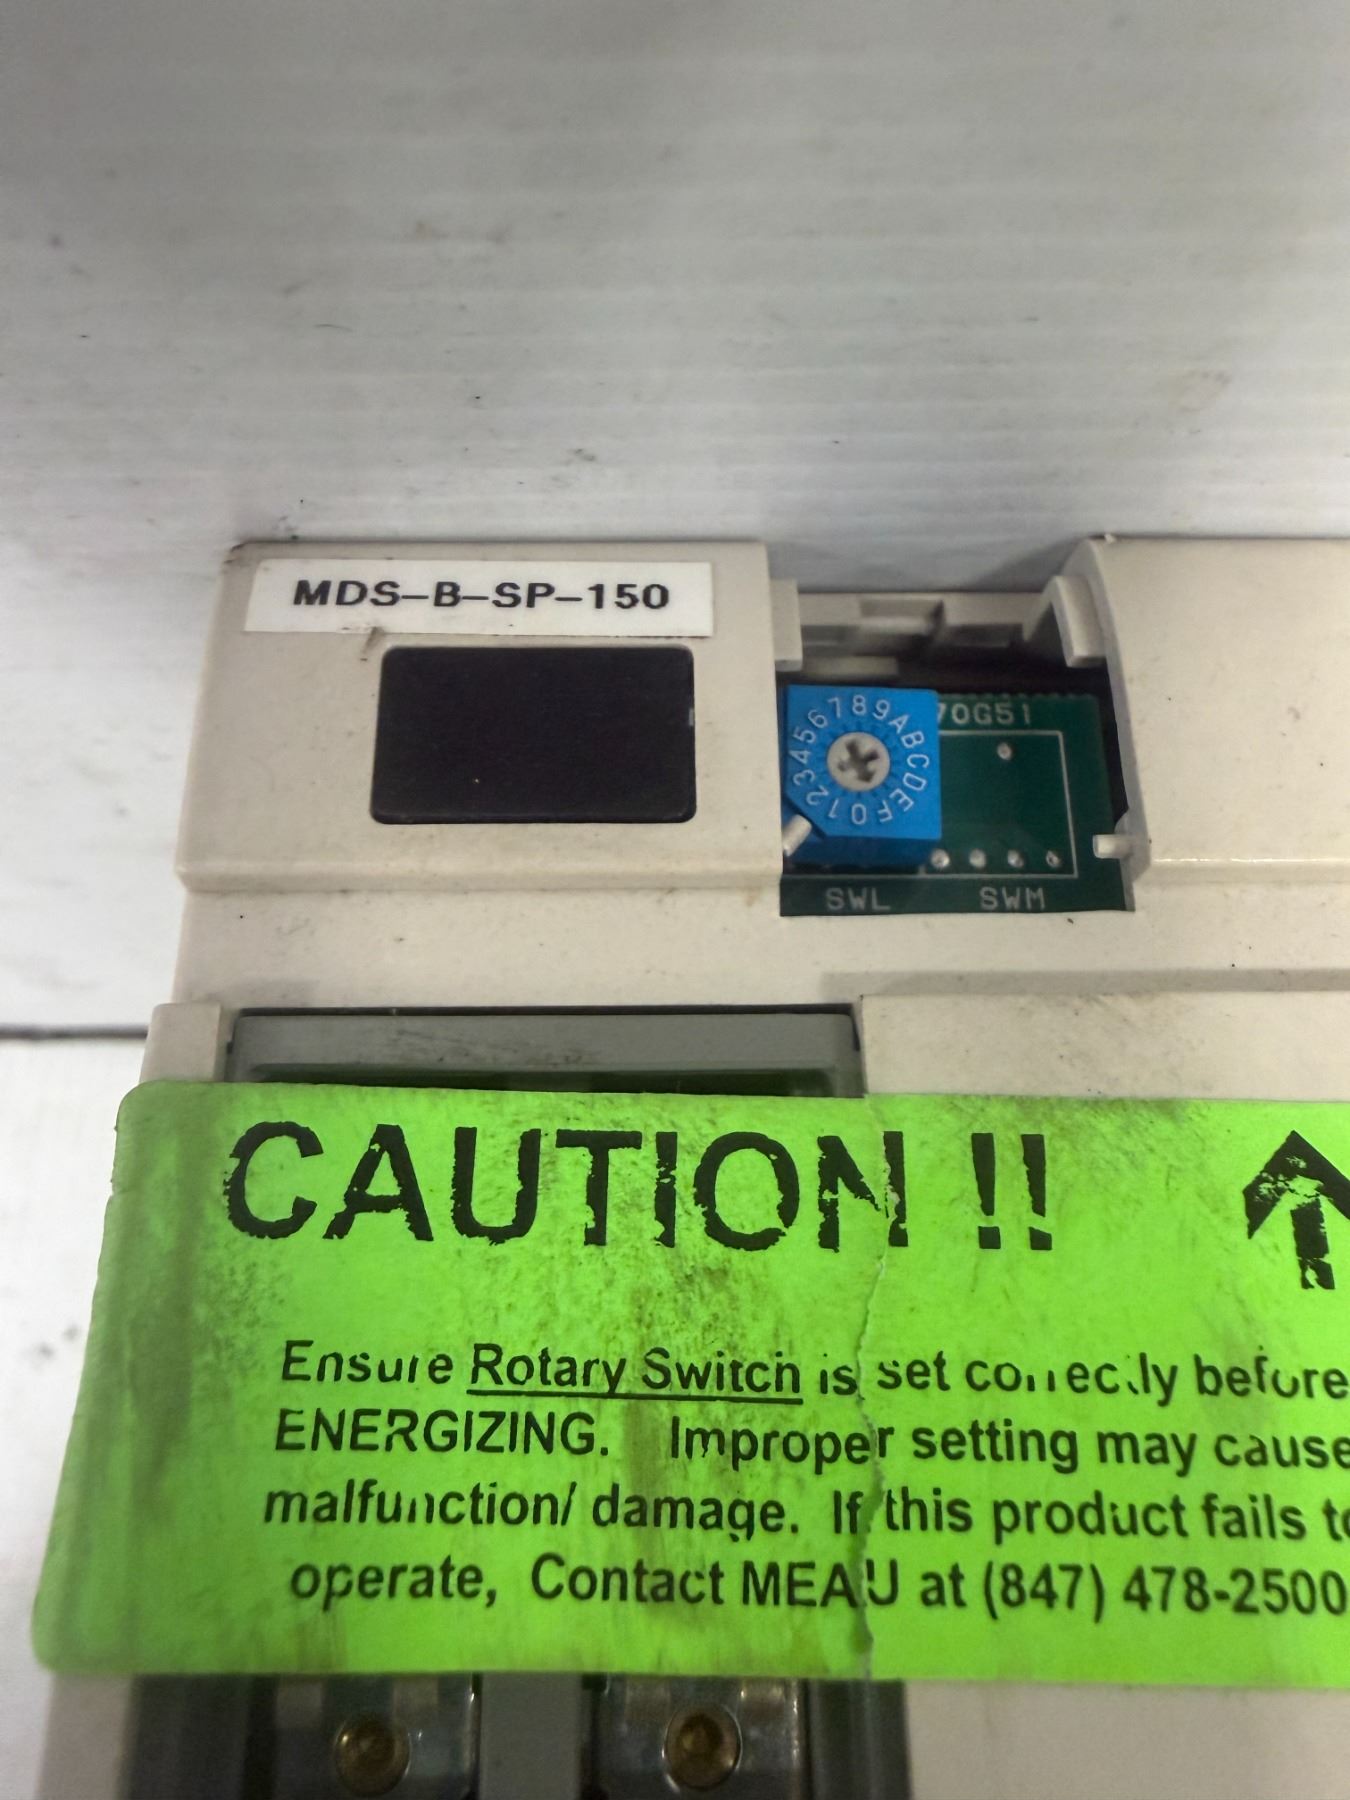 MDS-B-SP-150
70G51
0123456789ABCDEF
SWL SWM
CAUTION !!
Ensure Rotary Switch is set correctly before
ENERGIZING. Improper setting may cause
malfunction/ damage. If this product fails to
operate, Contact MEAU at (847) 478-2500